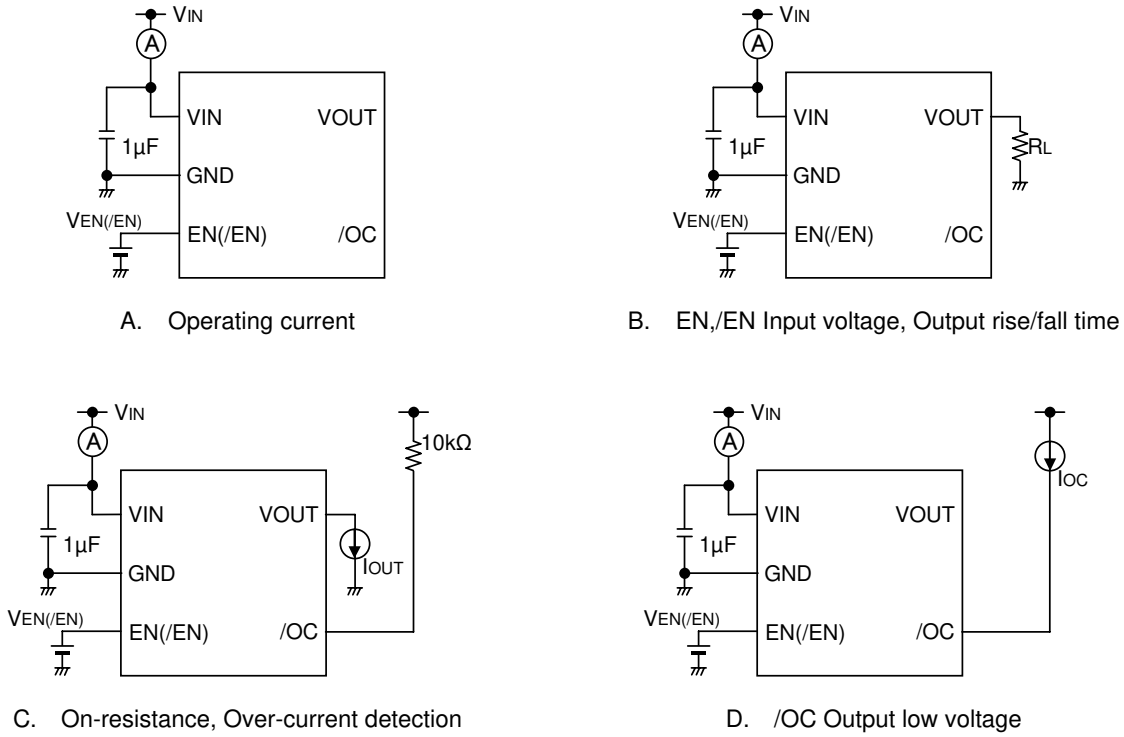 VIN
A
VIN VOUT
1µF
GND
VEN(/EN)
EN(/EN) /OC
A. Operating current
VIN
A
VIN VOUT
1µF
RL
GND
VEN(/EN)
EN(/EN) /OC
B. EN,/EN Input voltage, Output rise/fall time
VIN
A
10kΩ
VIN VOUT
1µF
IOUT
GND
VEN(/EN)
EN(/EN) /OC
C. On-resistance, Over-current detection
VIN
A
IOC
VIN VOUT
1µF
GND
VEN(/EN)
EN(/EN) /OC
D. /OC Output low voltage